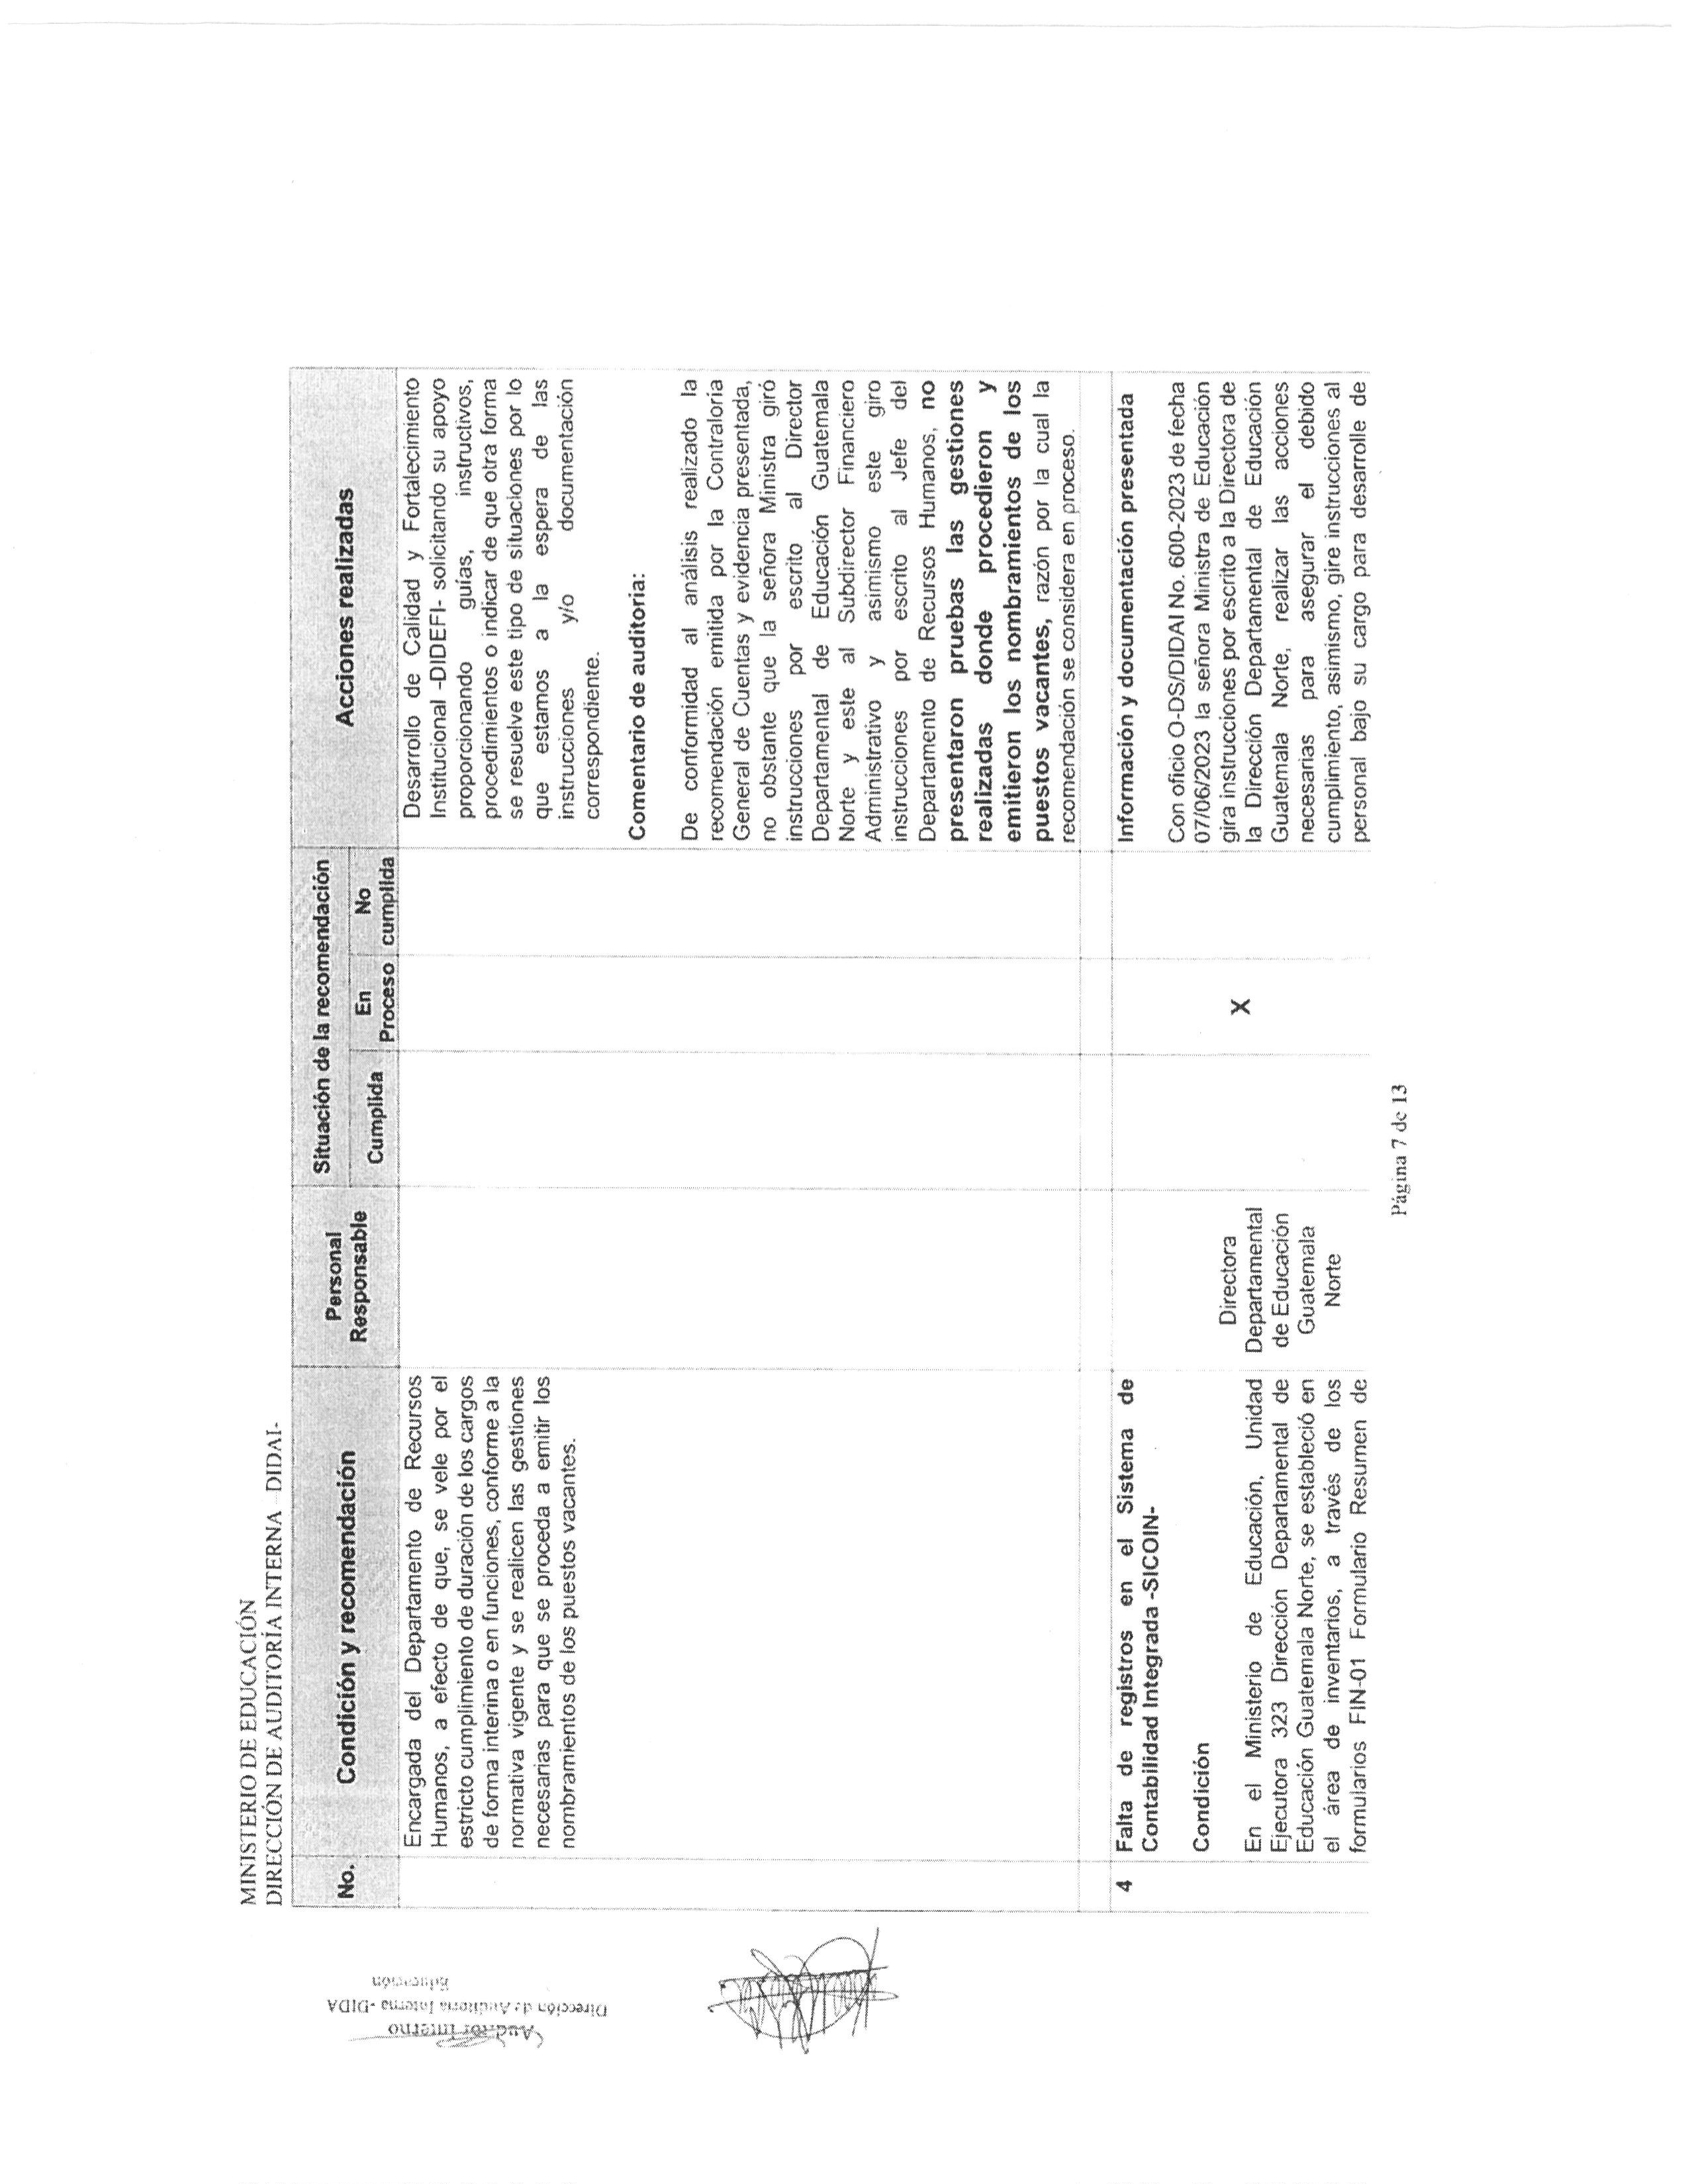 MINISTERIO DE EDUCACIÓN
DIRECCIÓN DE AUDITORÍA INTERNA -DIDAI-
No.
Condición y recomendación
Personal
Responsable
Situación de la recomendación
Cumplida
En
Proceso
No
cumplida
Acciones realizadas
Encargada del Departamento de Recursos
Humanos, a efecto de que, se vele por el
estricto cumplimiento de duración de los cargos
de forma interina o en funciones, conforme a la
normativa vigente y se realicen las gestiones
necesarias para que se proceda a emitir los
nombramientos de los puestos vacantes.
Desarrollo de Calidad y Fortalecimiento
Institucional -DIDEFI- solicitando su apoyo
proporcionando guías, instructivos,
procedimientos o indicar de que otra forma
se resuelve este tipo de situaciones por lo
que estamos a la espera de las
instrucciones y/o documentación
correspondiente.
Comentario de auditoria:
De conformidad al análisis realizado la
recomendación emitida por la Contraloría
General de Cuentas y evidencia presentada,
no obstante que la señora Ministra giró
instrucciones por escrito al Director
Departamental de Educación Guatemala
Norte y este al Subdirector Financiero
Administrativo y asimismo este giro
instrucciones por escrito al Jefe del
Departamento de Recursos Humanos, no
presentaron pruebas las gestiones
realizadas donde procedieron y
emitieron los nombramientos de los
puestos vacantes, razón por la cual la
recomendación se considera en proceso.
4
Falta de registros en el Sistema de
Contabilidad Integrada -SICOIN-
Condición
En el Ministerio de Educación, Unidad
Ejecutora 323 Dirección Departamental de
Educación Guatemala Norte, se estableció en
el área de inventarios, a través de los
formularios FIN-01 Formulario Resumen de
Directora
Departamental
de Educación
Guatemala
Norte
X
Información y documentación presentada
Con oficio O-DS/DIDAI No. 600-2023 de fecha
07/06/2023 la señora Ministra de Educación
gira instrucciones por escrito a la Directora de
la Dirección Departamental de Educación
Guatemala Norte, realizar las acciones
necesarias para asegurar el debido
cumplimiento, asimismo, gire instrucciones al
personal bajo su cargo para desarrolle de
Página 7 de 13
Auditor Interno
Dirección de Auditoria Interna -DIDA
Educación